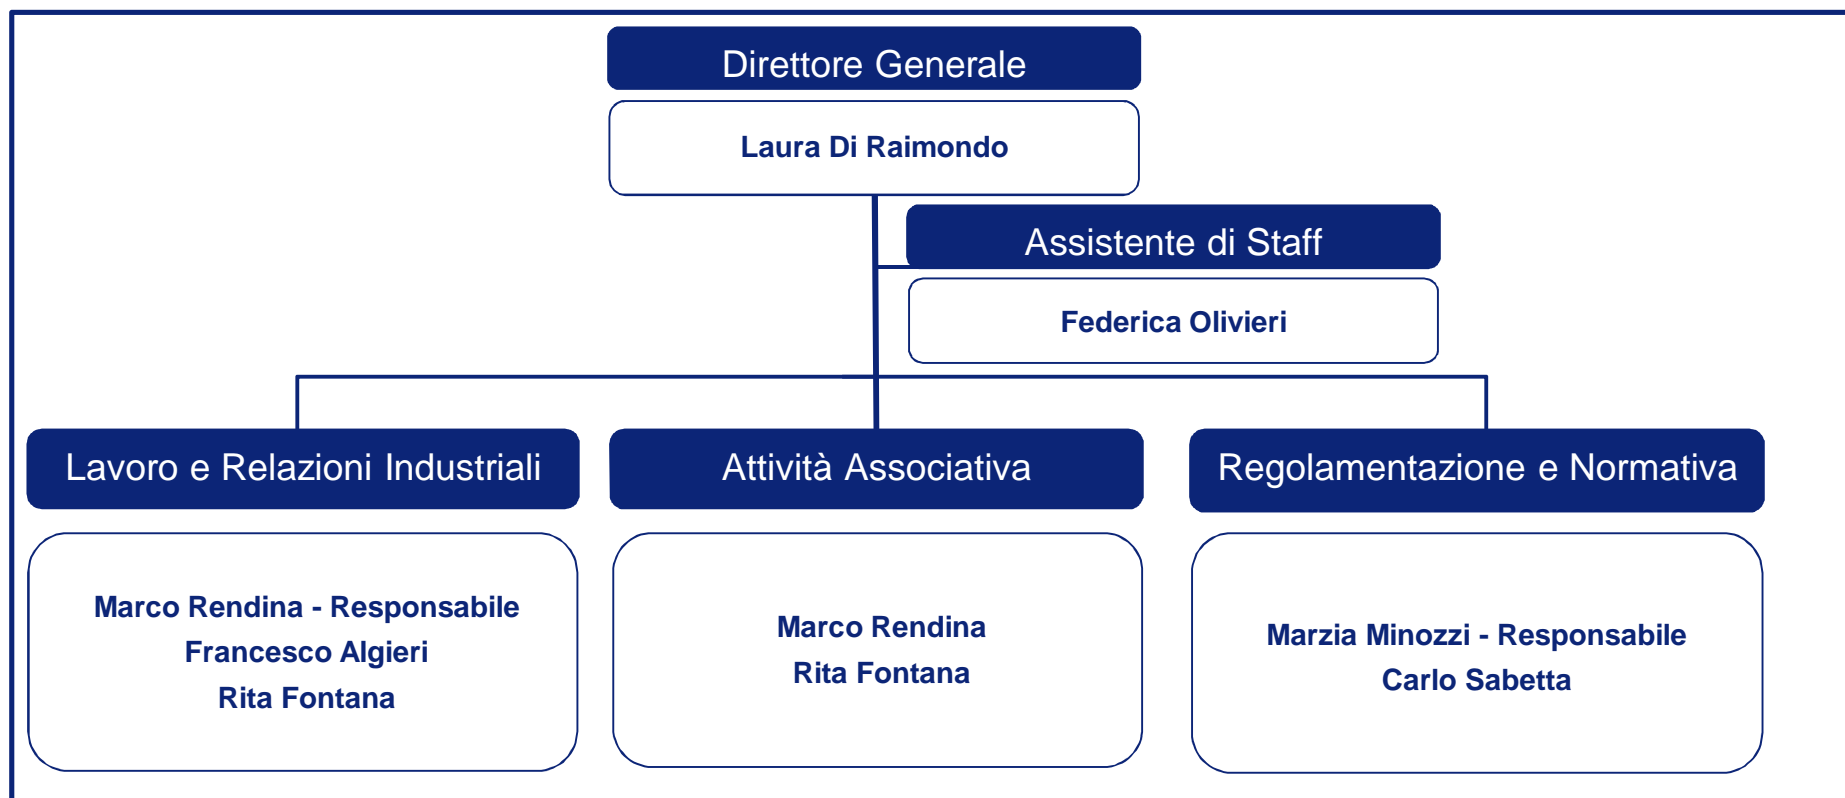 Direttore Generale
Laura Di Raimondo
Assistente di Staff
Federica Olivieri
Lavoro e Relazioni Industriali
Marco Rendina - Responsabile
Francesco Algieri
Rita Fontana
Attività Associativa
Marco Rendina
Rita Fontana
Regolamentazione e Normativa
Marzia Minozzi - Responsabile
Carlo Sabetta